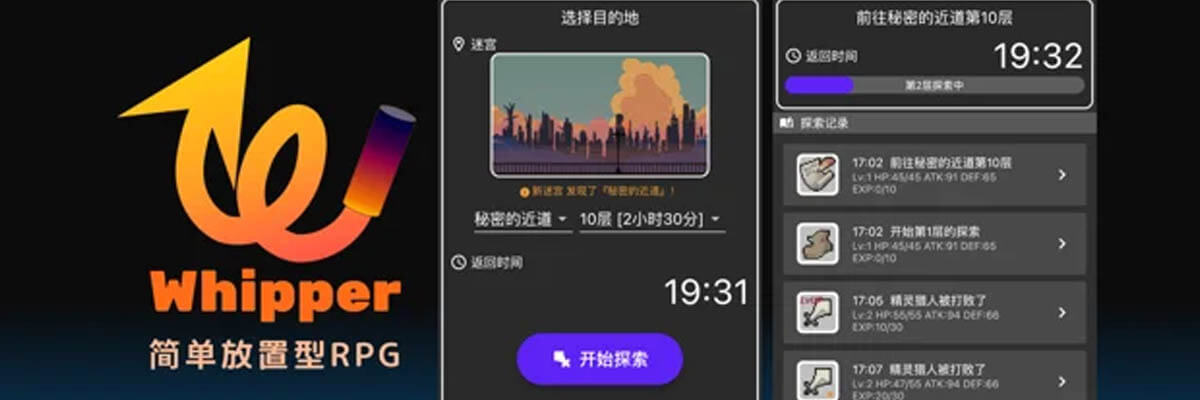 Whipper
简单放置型RPG
选择目的地
迷宫
新迷宫 发现了「秘密的近道」！
秘密的近道
10层 [2小时30分]
返回时间
19:31
开始探索
前往秘密的近道第10层
返回时间
19:32
第2层探索中
探索记录
17:02 前往秘密的近道第10层
Lv:1 HP:45/45 ATK:91 DEF:65
EXP:0/10
17:02 开始第1层的探索
Lv:1 HP:45/45 ATK:91 DEF:65
EXP:0/10
17:05 精灵猎人被打败了
Lv:2 HP:55/55 ATK:94 DEF:66
EXP:10/30
17:07 精灵猎人被打败了
Lv:2 HP:47/55 ATK:94 DEF:66
EXP:20/30